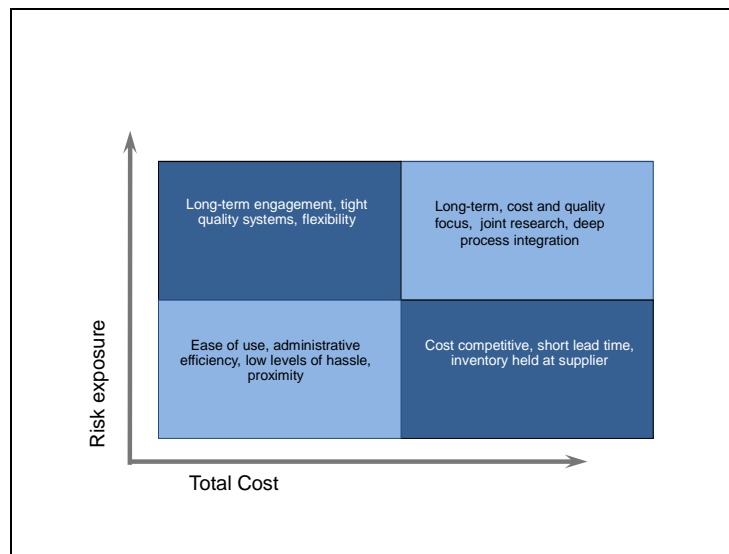 Long-term engagement, tight
quality systems, flexibility
Long-term, cost and quality
focus, joint research, deep
process integration
Ease of use, administrative
efficiency, low levels of hassle,
proximity
Cost competitive, short lead time,
inventory held at supplier
Risk exposure
Total Cost